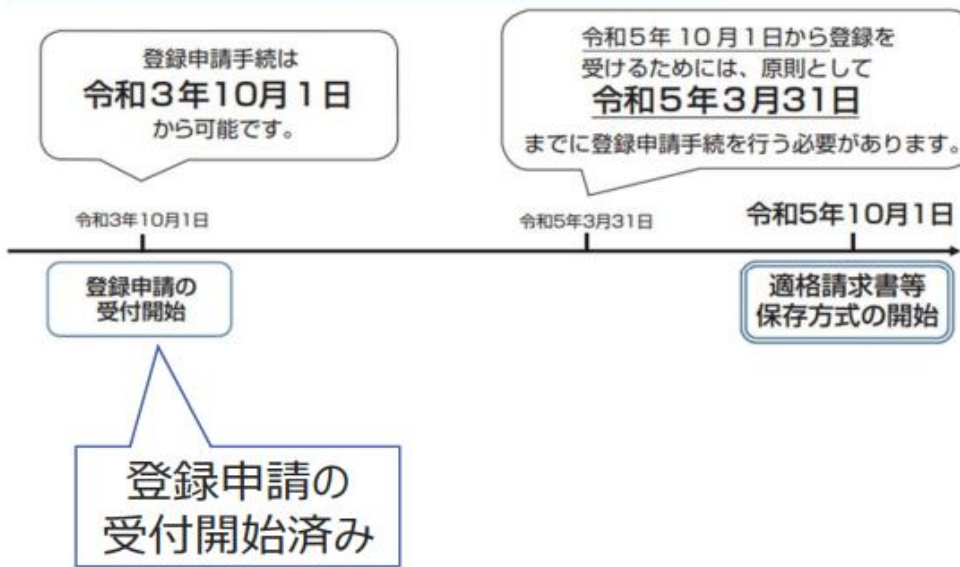 登録申請手続は
令和3年10月1日
から可能です。
令和5年10月1日から登録を
受けるためには、原則として
令和5年3月31日
までに登録申請手続を行う必要があります。
令和3年10月1日
令和5年3月31日
令和5年10月1日
登録申請の
受付開始
適格請求書等
保存方式の開始
登録申請の
受付開始済み